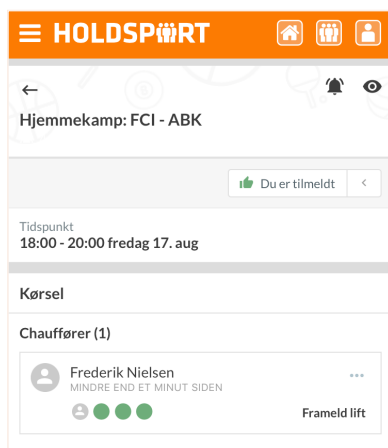 HOLDSPORT
Hjemmekamp: FCI - ABK
Du er tilmeldt
Tidspunkt
18:00 - 20:00 fredag 17. aug
Kørsel
Chauffører (1)
Frederik Nielsen
MINDRE END ET MINUT SIDEN
Frameld lift